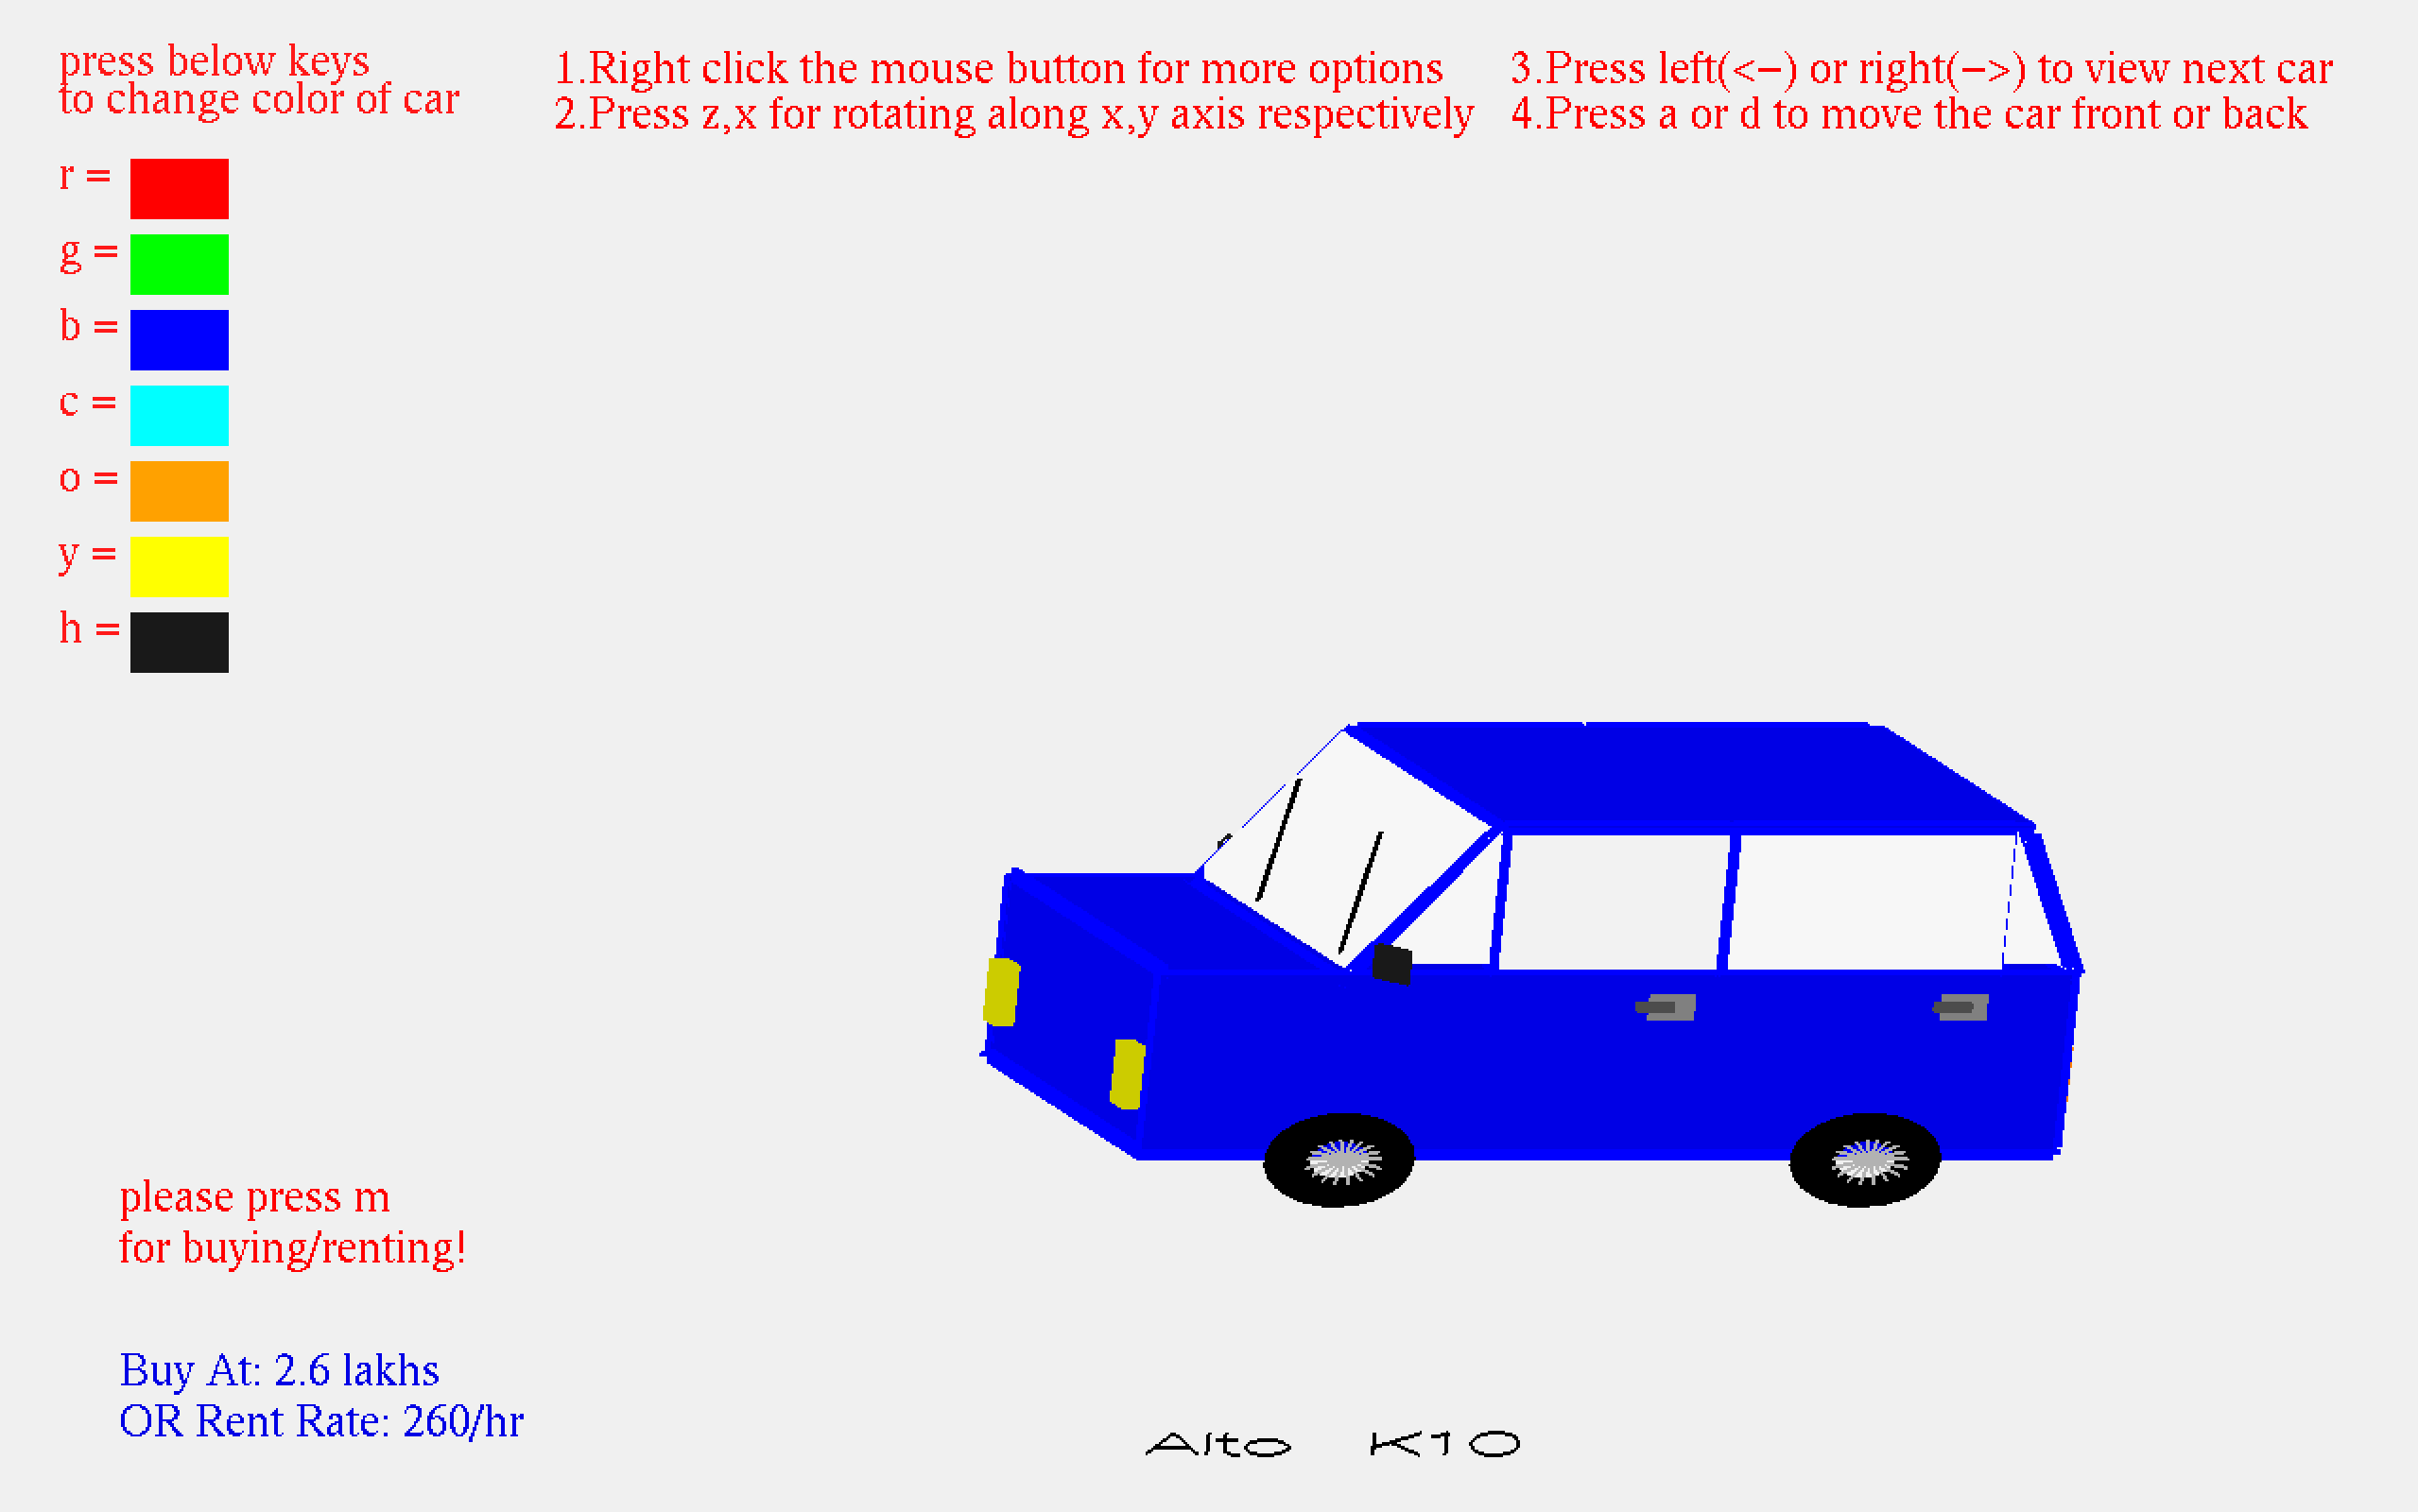 press below keys
to change color of car
1.Right click the mouse button for more options
2.Press z,x for rotating along x,y axis respectively
3.Press left(<-) or right(->) to view next car
4.Press a or d to move the car front or back
r =
g =
b =
c =
o =
y =
h =
please press m
for buying/renting!
Buy At: 2.6 lakhs
OR Rent Rate: 260/hr
Alto K10